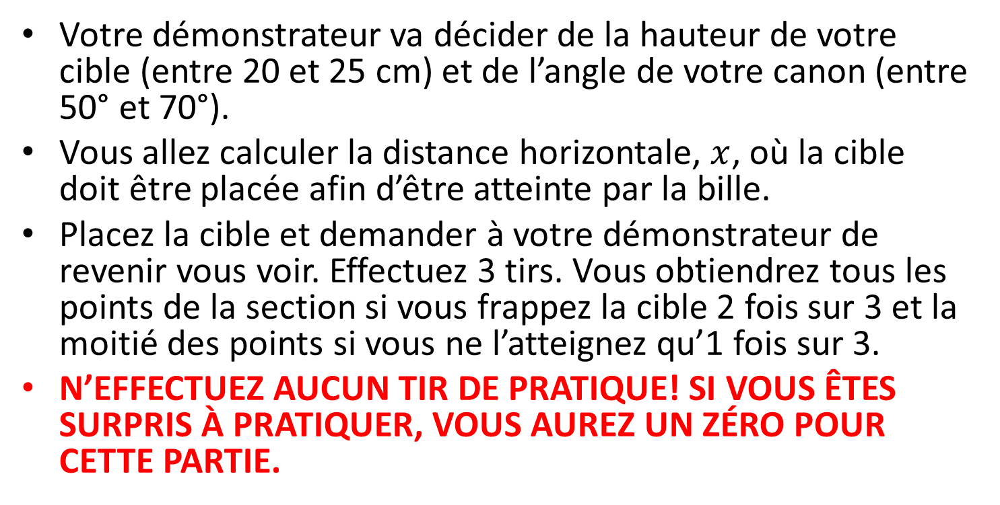 • Votre démonstrateur va décider de la hauteur de votre
cible (entre 20 et 25 cm) et de l’angle de votre canon (entre
50° et 70°).
• Vous allez calculer la distance horizontale, 𝑥, où la cible
doit être placée afin d’être atteinte par la bille.
• Placez la cible et demander à votre démonstrateur de
revenir vous voir. Effectuez 3 tirs. Vous obtiendrez tous les
points de la section si vous frappez la cible 2 fois sur 3 et la
moitié des points si vous ne l’atteignez qu’1 fois sur 3.
• N’EFFECTUEZ AUCUN TIR DE PRATIQUE! SI VOUS ÊTES
SURPRIS À PRATIQUER, VOUS AUREZ UN ZÉRO POUR
CETTE PARTIE.